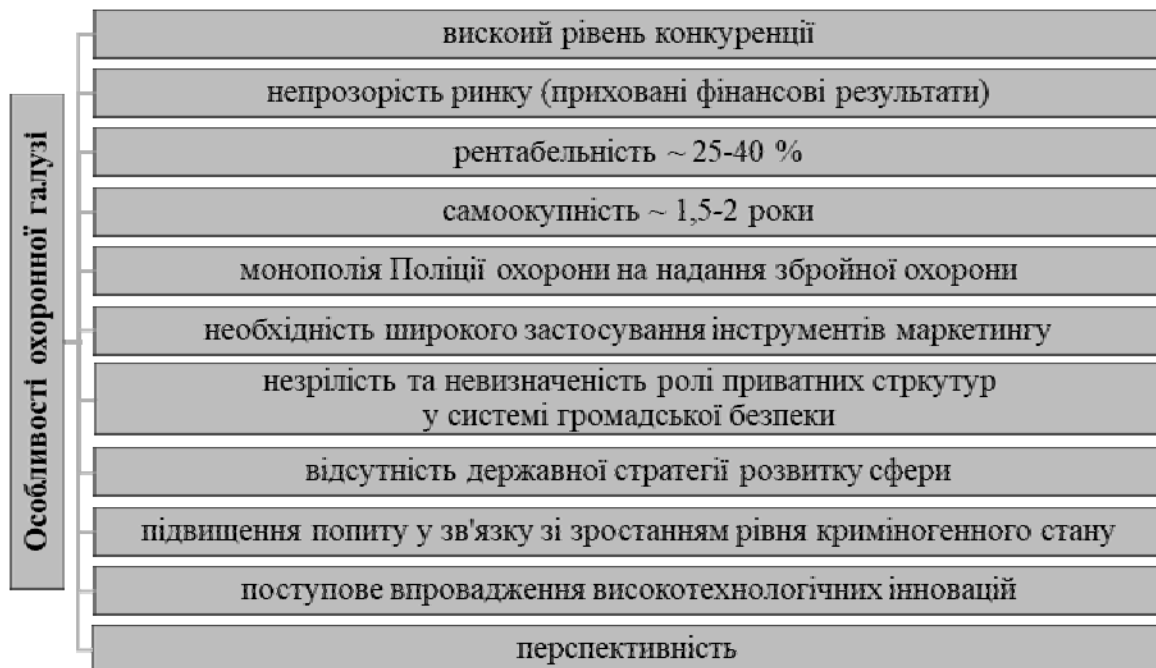 Особливості охоронної галузі
вискоий рівень конкуренції
непрозорість ринку (приховані фінансові результати)
рентабельність ~ 25-40 %
самоокупність ~ 1,5-2 роки
монополія Поліції охорони на надання збройної охорони
необхідність широкого застосування інструментів маркетингу
незрілість та невизначеність ролі приватних стркутур
у системі громадської безпеки
відсутність державної стратегії розвитку сфери
підвищення попиту у зв'язку зі зростанням рівня криміногенного стану
поступове впровадження високотехнологічних інновацій
перспективність